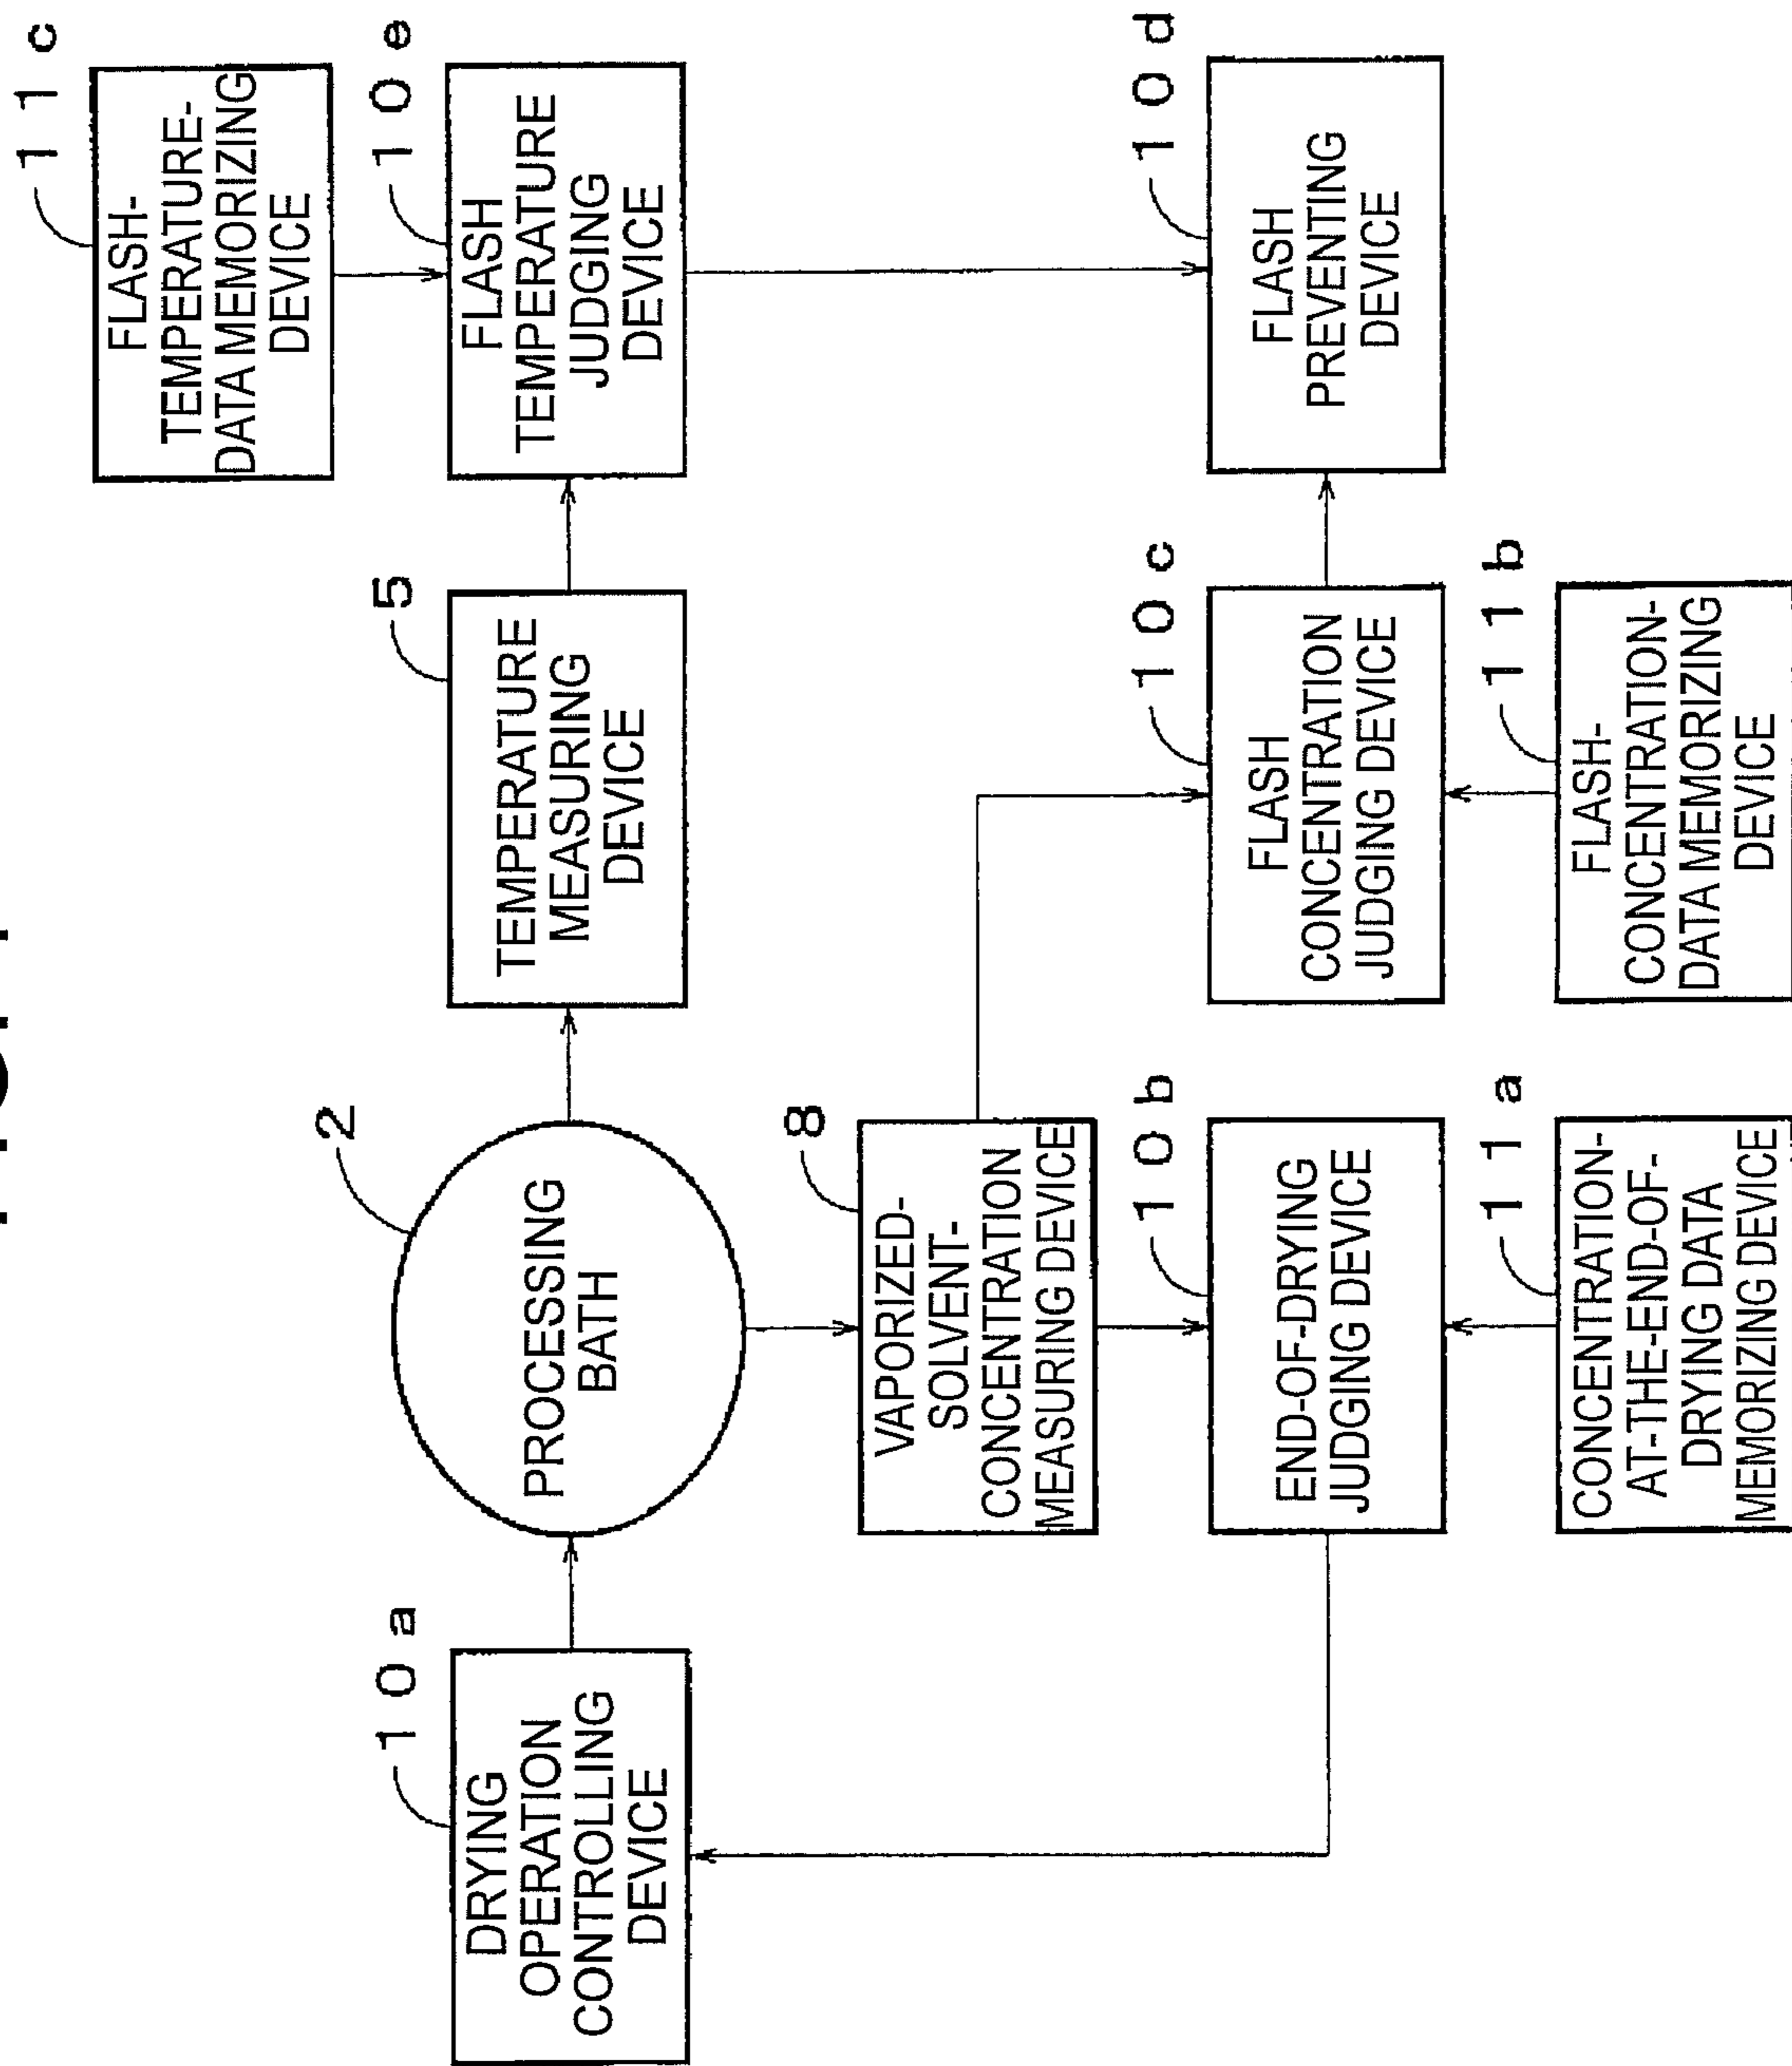 11c
FLASH-
TEMPERATURE-
DATA MEMORIZING
DEVICE
2
10a
5
10e
DRYING
OPERATION
CONTROLLING
DEVICE
PROCESSING
BATH
TEMPERATURE
MEASURING
DEVICE
FLASH
TEMPERATURE
JUDGING
DEVICE
8
VAPORIZED-
SOLVENT-
CONCENTRATION
MEASURING DEVICE
10b
10c
10d
END-OF-DRYING
JUDGING DEVICE
FLASH
CONCENTRATION
JUDGING DEVICE
FLASH
PREVENTING
DEVICE
11a
11b
CONCENTRATION-
AT-THE-END-OF-
DRYING DATA
MEMORIZING DEVICE
FLASH-
CONCENTRATION-
DATA MEMORIZING
DEVICE